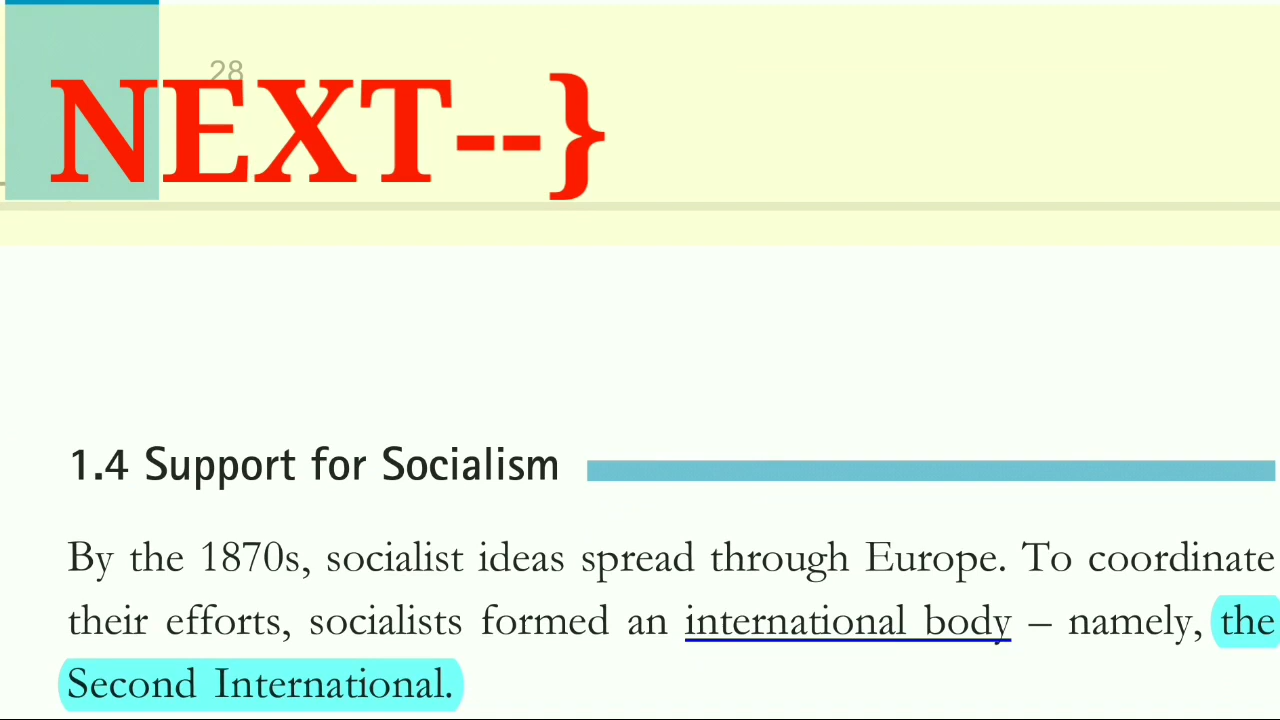 28
NEXT--}
1.4 Support for Socialism
By the 1870s, socialist ideas spread through Europe. To coordinate
their efforts, socialists formed an international body – namely, the
Second International.